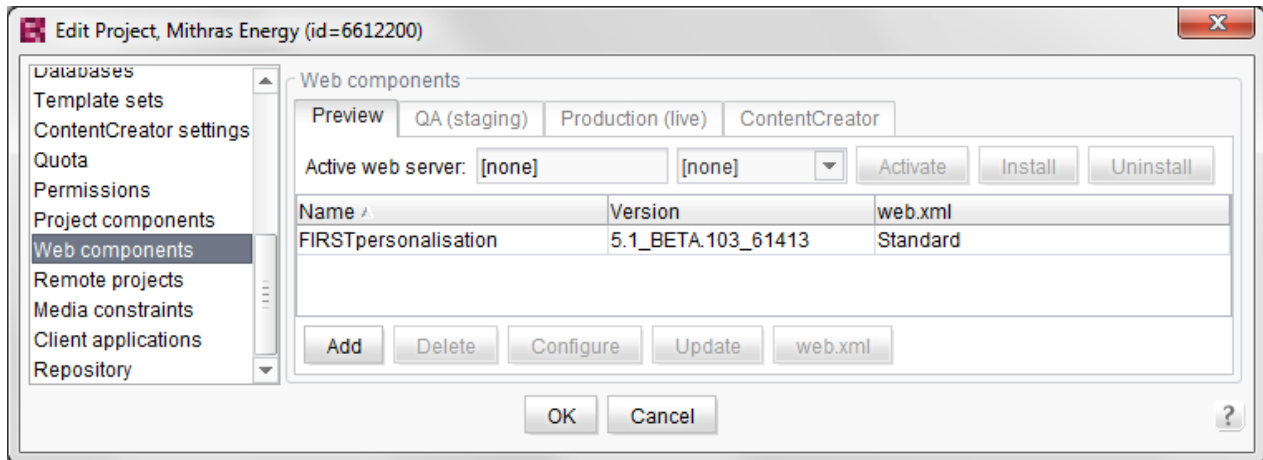 Edit Project, Mithras Energy (id=6612200)
Databases
Template sets
ContentCreator settings
Quota
Permissions
Project components
Web components
Remote projects
Media constraints
Client applications
Repository
Web components
Preview QA (staging) Production (live) ContentCreator
Active web server: [none] [none] Activate Install Uninstall
Name Version web.xml
FIRSTpersonalisation 5.1_BETA.103_61413 Standard
Add Delete Configure Update web.xml
OK Cancel ?